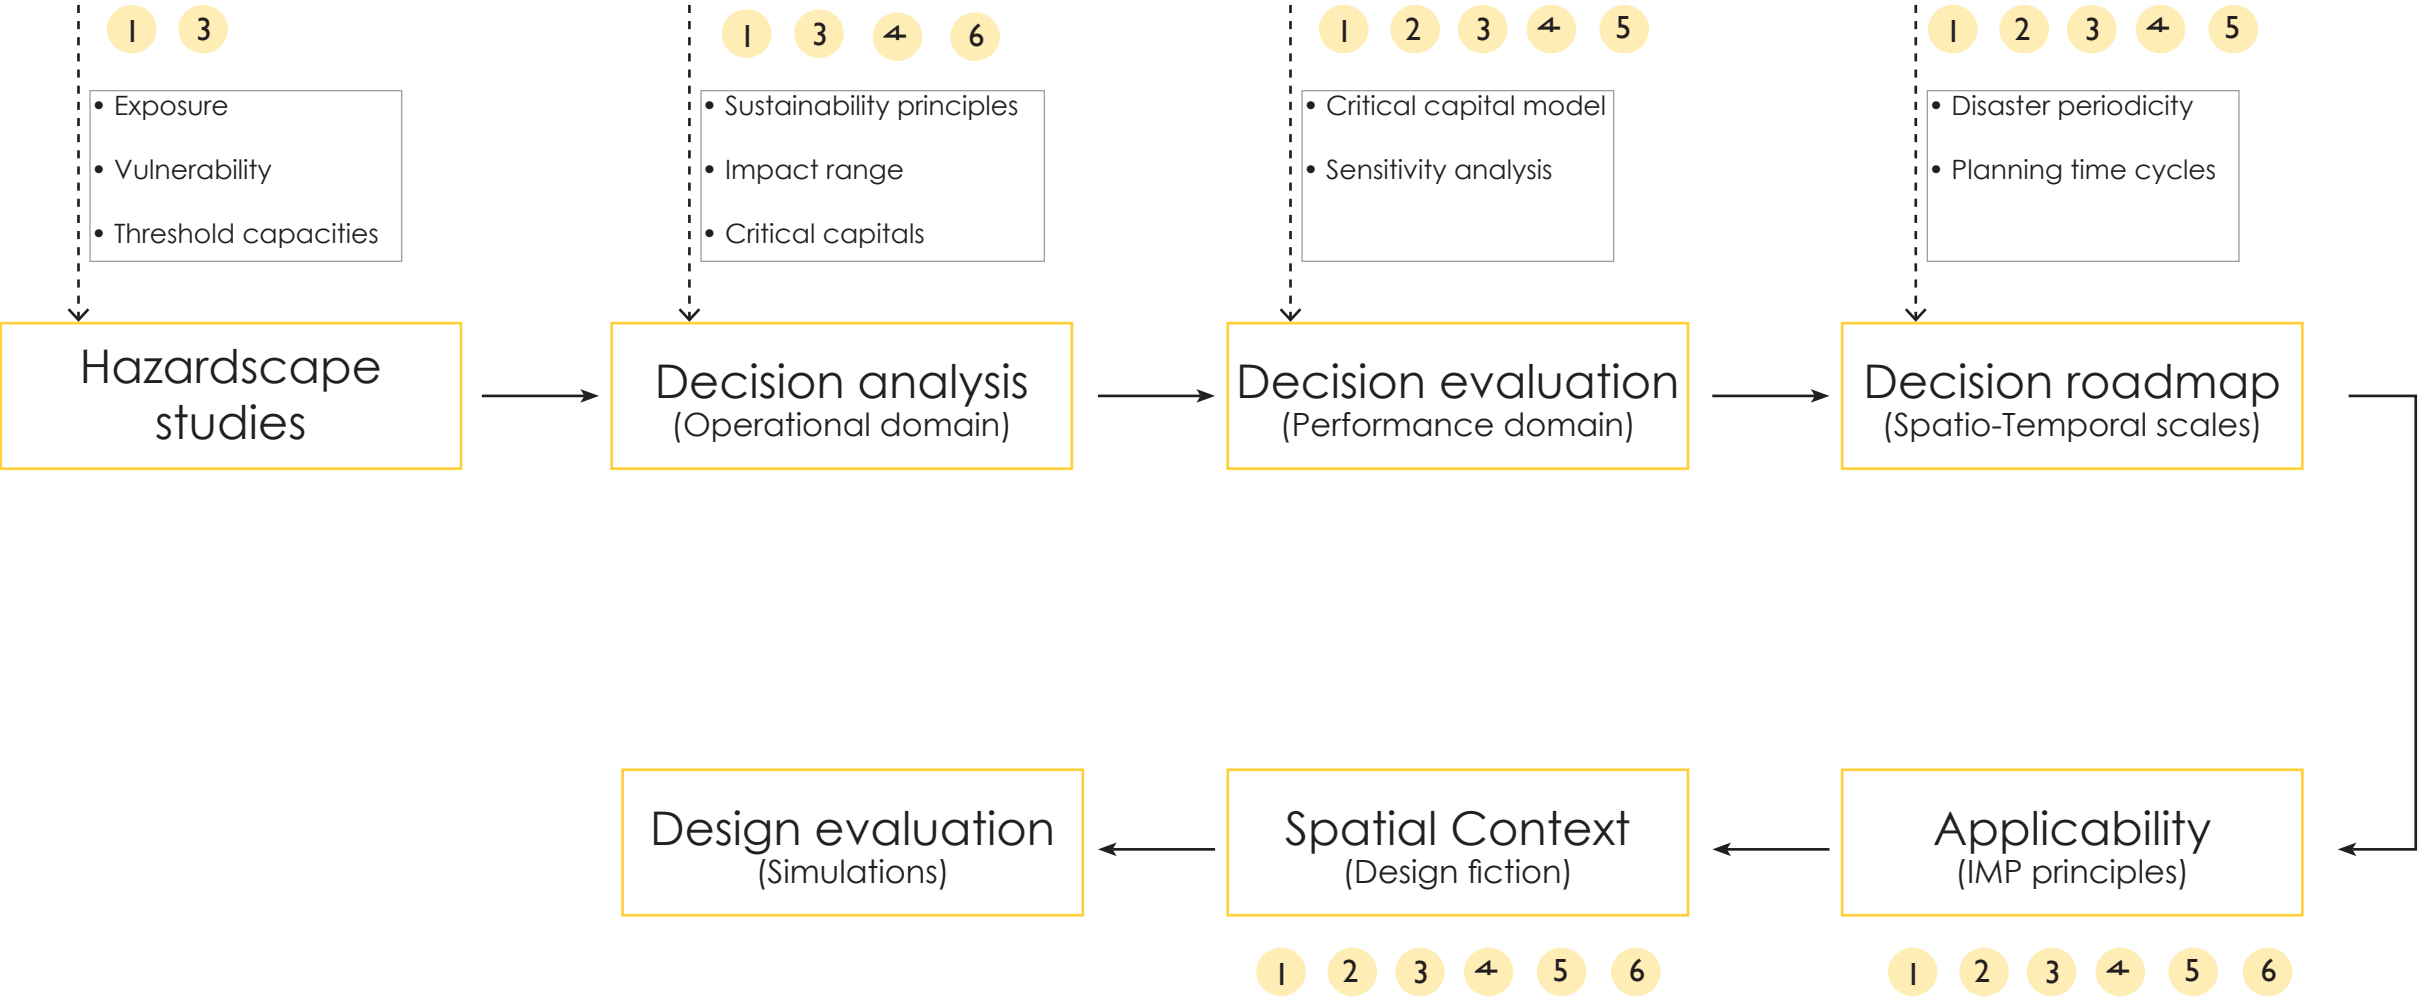 1 3
1 3 4 6
1 2 3 4 5
1 2 3 4 5
• Exposure
• Vulnerability
• Threshold capacities
• Sustainability principles
• Impact range
• Critical capitals
• Critical capital model
• Sensitivity analysis
• Disaster periodicity
• Planning time cycles
Hazardscape
studies
Decision analysis
(Operational domain)
Decision evaluation
(Performance domain)
Decision roadmap
(Spatio-Temporal scales)
Design evaluation
(Simulations)
Spatial Context
(Design fiction)
Applicability
(IMP principles)
1 2 3 4 5 6
1 2 3 4 5 6